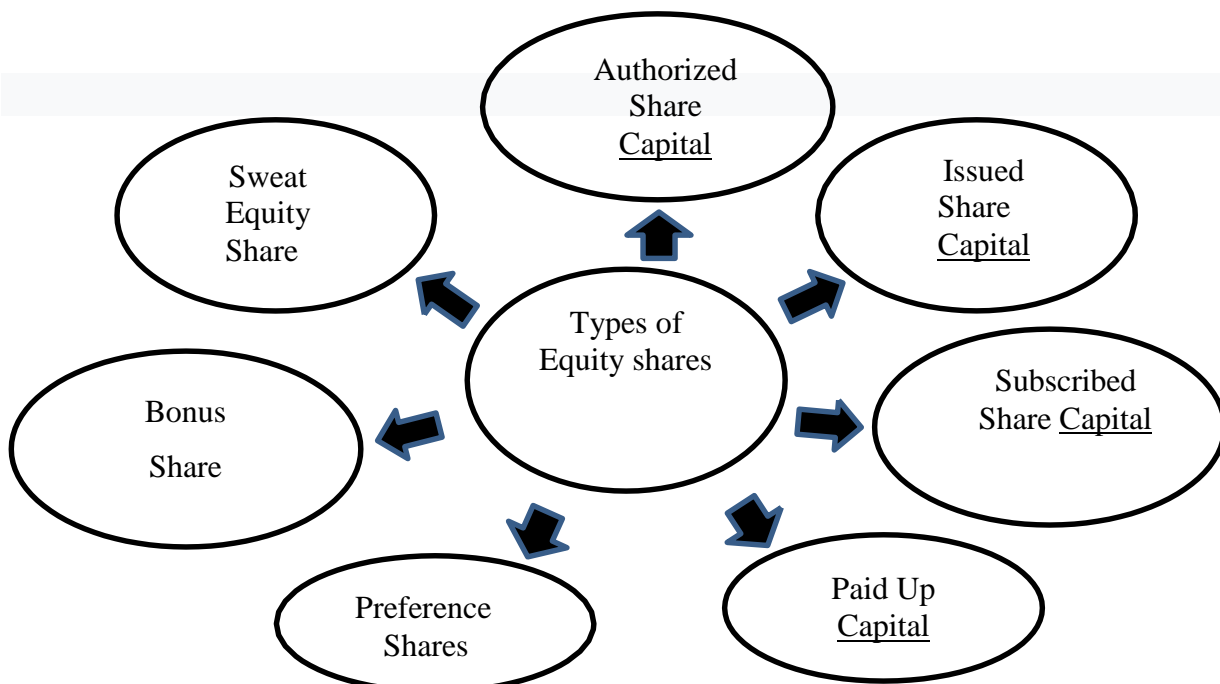 Authorized
Share
Capital
Sweat
Equity
Share
Issued
Share
Capital
Types of
Equity shares
Subscribed
Share Capital
Bonus
Share
Preference
Shares
Paid Up
Capital